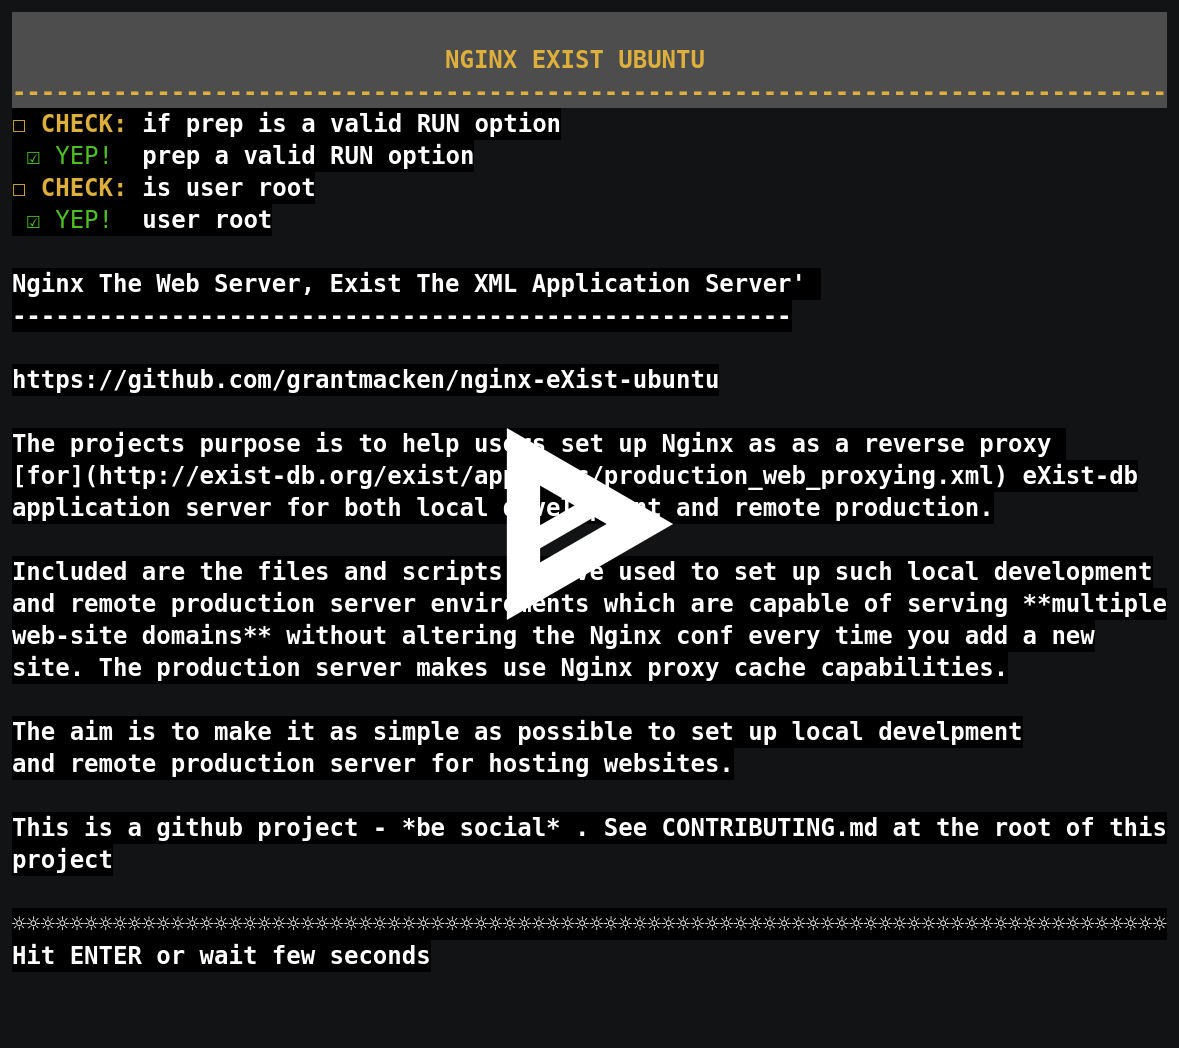 NGINX EXIST UBUNTU
--------------------------------------------------------------------------------
☐ CHECK: if prep is a valid RUN option
☑ YEP!  prep a valid RUN option
☐ CHECK: is user root
☑ YEP!  user root
Nginx The Web Server, Exist The XML Application Server'
------------------------------------------------------
https://github.com/grantmacken/nginx-eXist-ubuntu
The projects purpose is to help users set up Nginx as as a reverse proxy
[for](http://exist-db.org/exist/app /production_web_proxying.xml) eXist-db
application server for both local development and remote production.
Included are the files and scripts used to set up such local development
and remote production server enviroments which are capable of serving **multiple
web-site domains** without altering the Nginx conf every time you add a new
site. The production server makes use Nginx proxy cache capabilities.
The aim is to make it as simple as possible to set up local develpment
and remote production server for hosting websites.
This is a github project - *be social* . See CONTRIBUTING.md at the root of this
project
☼☼☼☼☼☼☼☼☼☼☼☼☼☼☼☼☼☼☼☼☼☼☼☼☼☼☼☼☼☼☼☼☼☼☼☼☼☼☼☼☼☼☼☼☼☼☼☼☼☼☼☼☼☼☼☼☼☼☼☼☼☼☼☼☼☼☼☼☼☼☼☼☼☼☼☼☼☼☼☼
Hit ENTER or wait few seconds